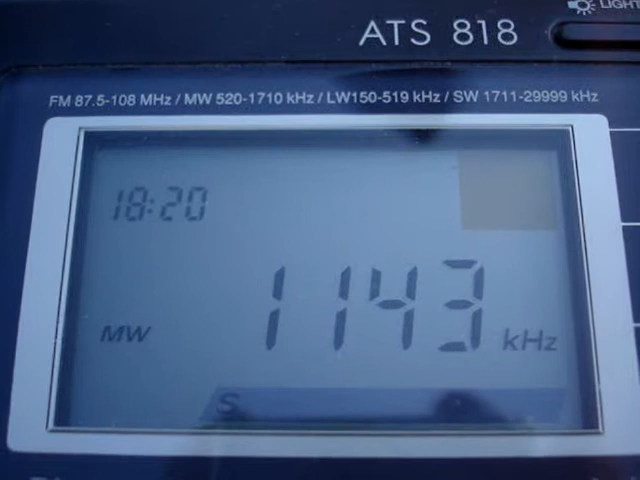 LIGHT
ATS 818
FM 87.5-108 MHz / MW 520-1710 kHz / LW150-519 kHz / SW 1711-29999 kHz
18:20
1143
MW kHz
S